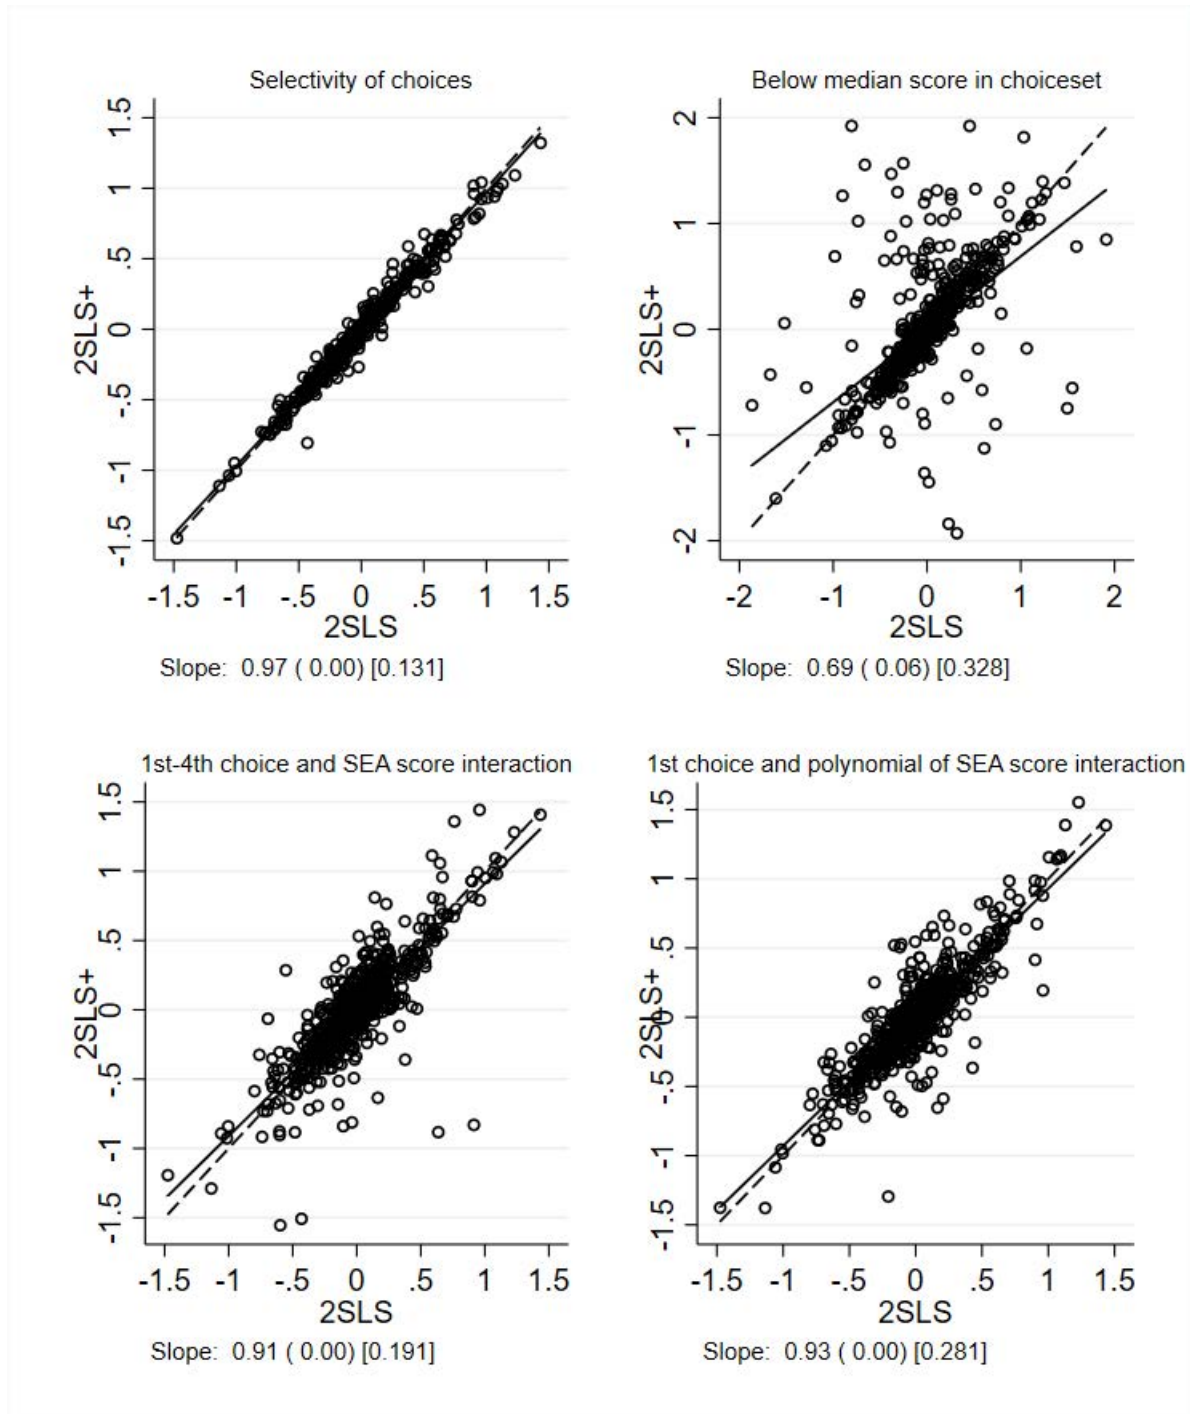 Selectivity of choices
2SLS+
1.5
1
.5
0
-.5
-1
-1.5
-1.5 -1 -.5 0 .5 1 1.5
2SLS
Slope: 0.97 ( 0.00) [0.131]
Below median score in choiceset
2SLS+
2
1
0
-1
-2
-2 -1 0 1 2
2SLS
Slope: 0.69 ( 0.06) [0.328]
1st-4th choice and SEA score interaction
2SLS+
1.5
1
.5
0
-.5
-1
-1.5
-1.5 -1 -.5 0 .5 1 1.5
2SLS
Slope: 0.91 ( 0.00) [0.191]
1st choice and polynomial of SEA score interaction
2SLS+
1.5
1
.5
0
-.5
-1
-1.5
-1.5 -1 -.5 0 .5 1 1.5
2SLS
Slope: 0.93 ( 0.00) [0.281]